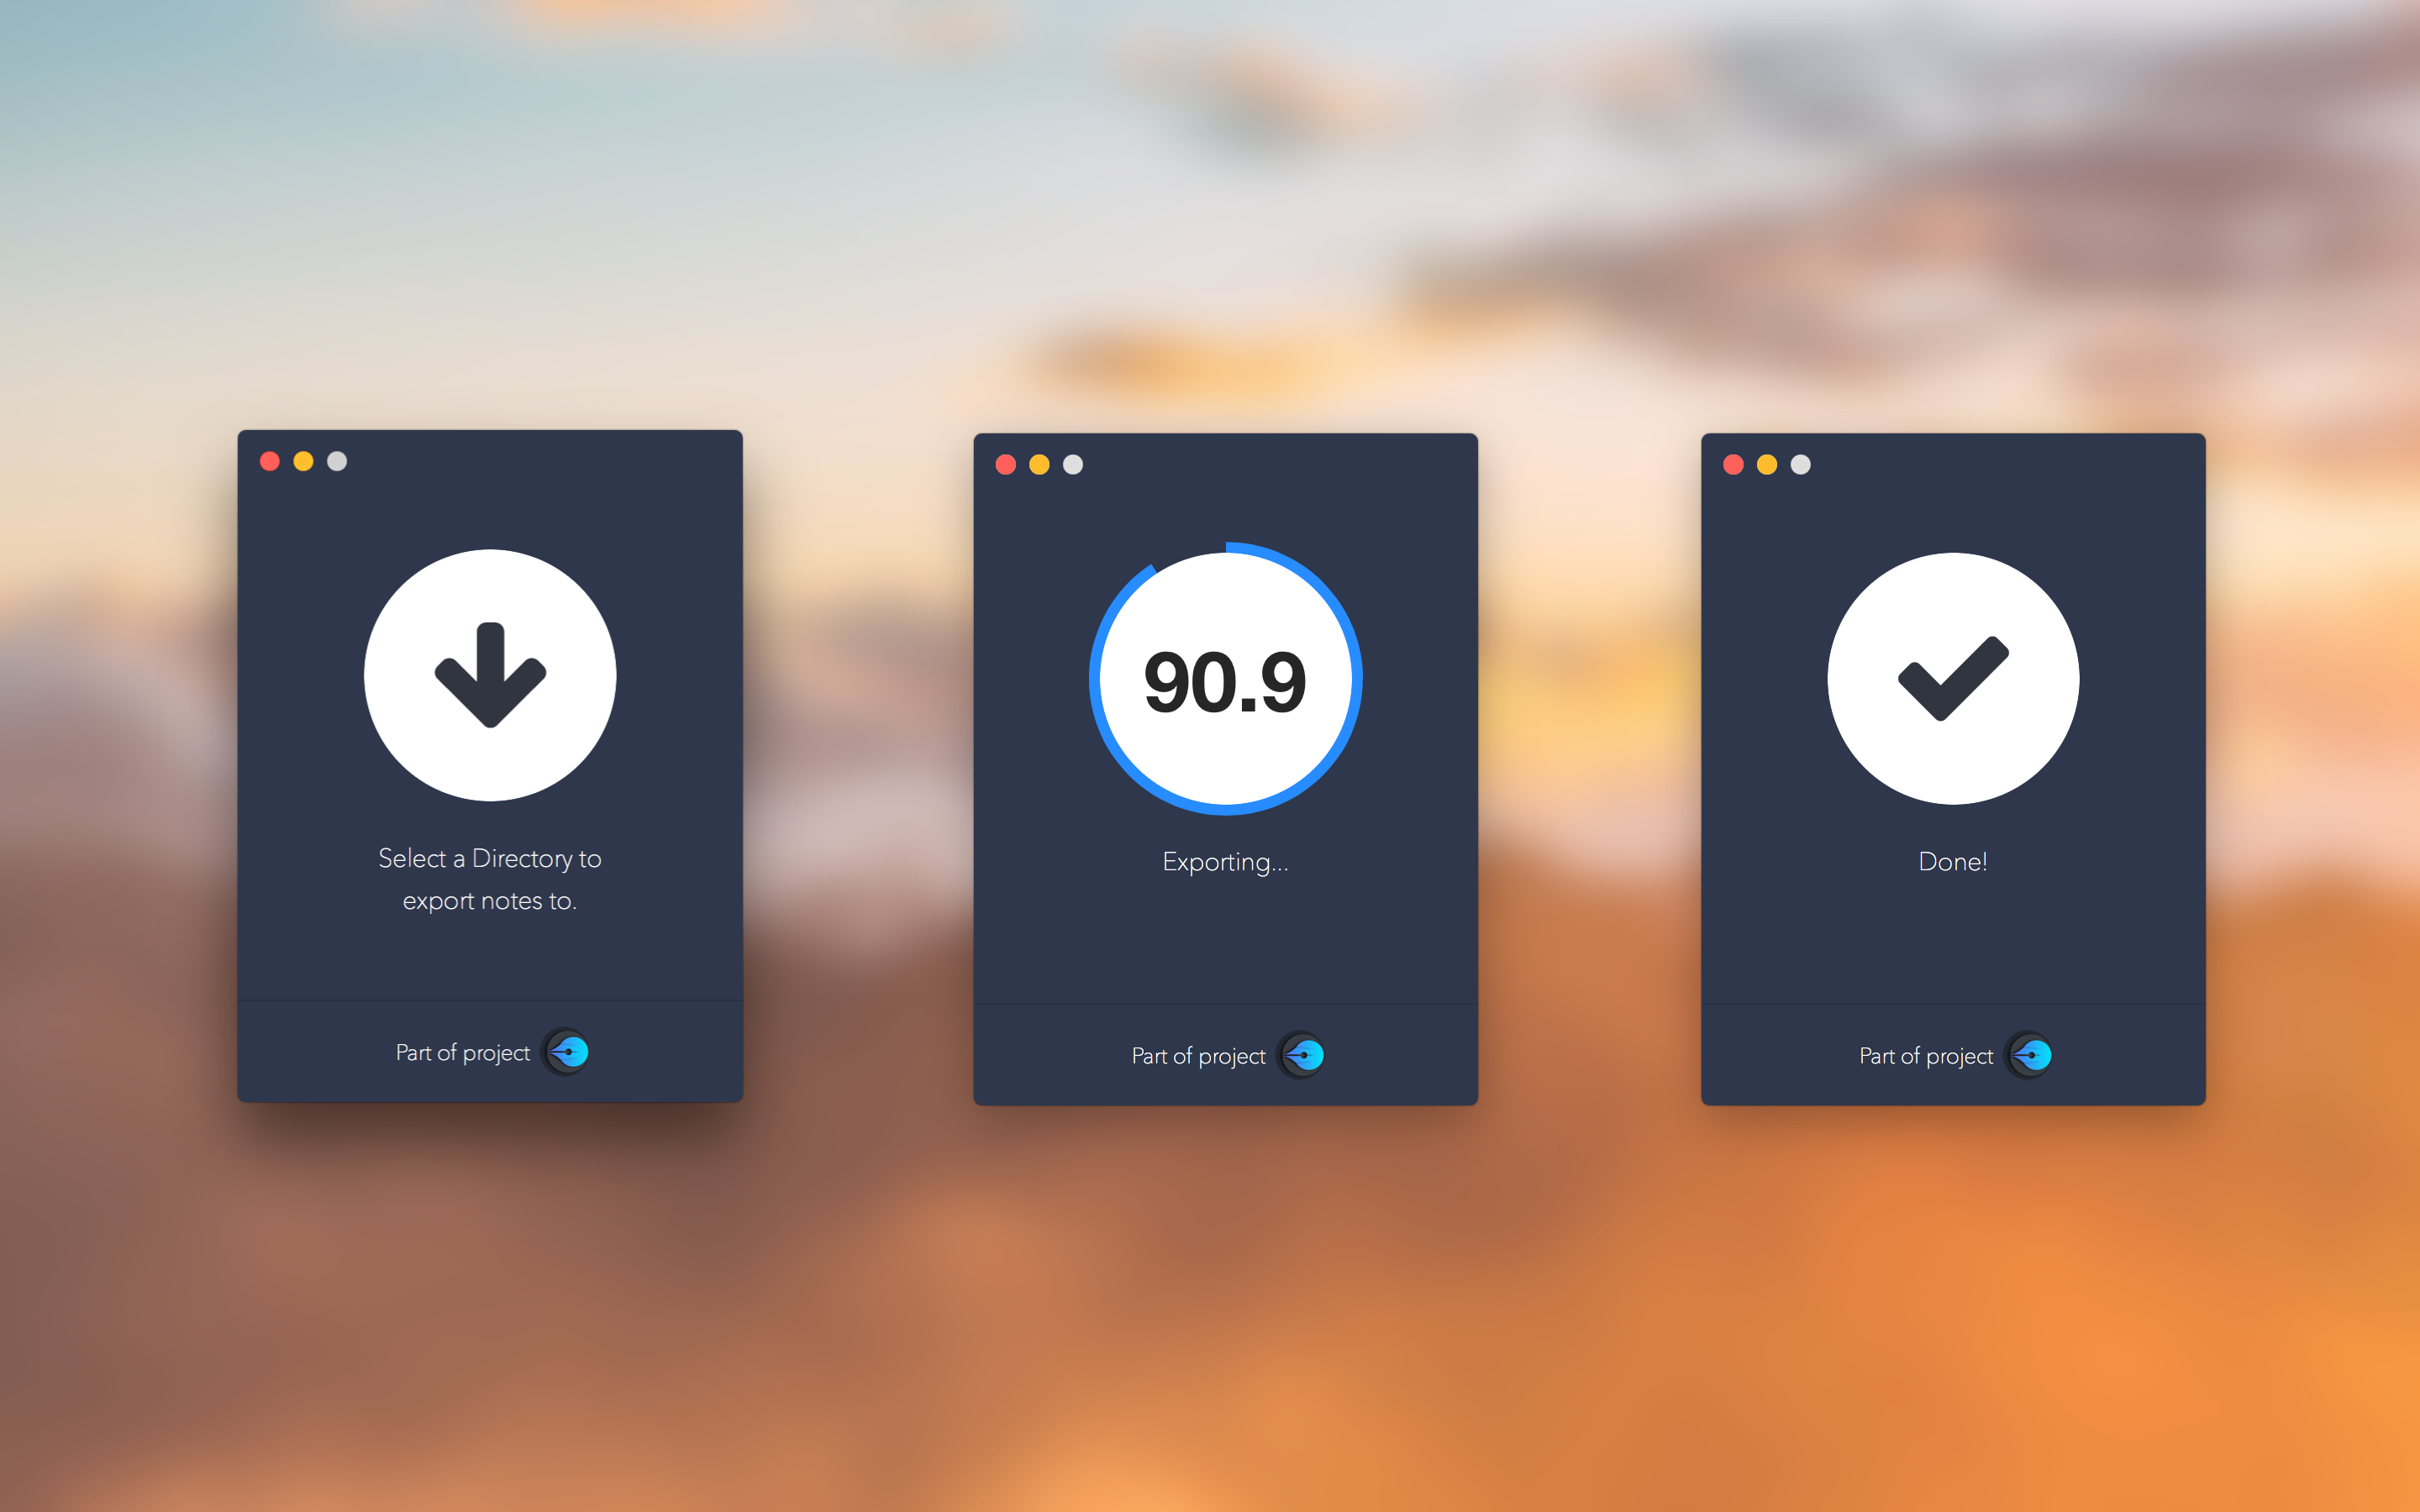 Select a Directory to
export notes to.
Part of project
90.9
Exporting...
Part of project
Done!
Part of project